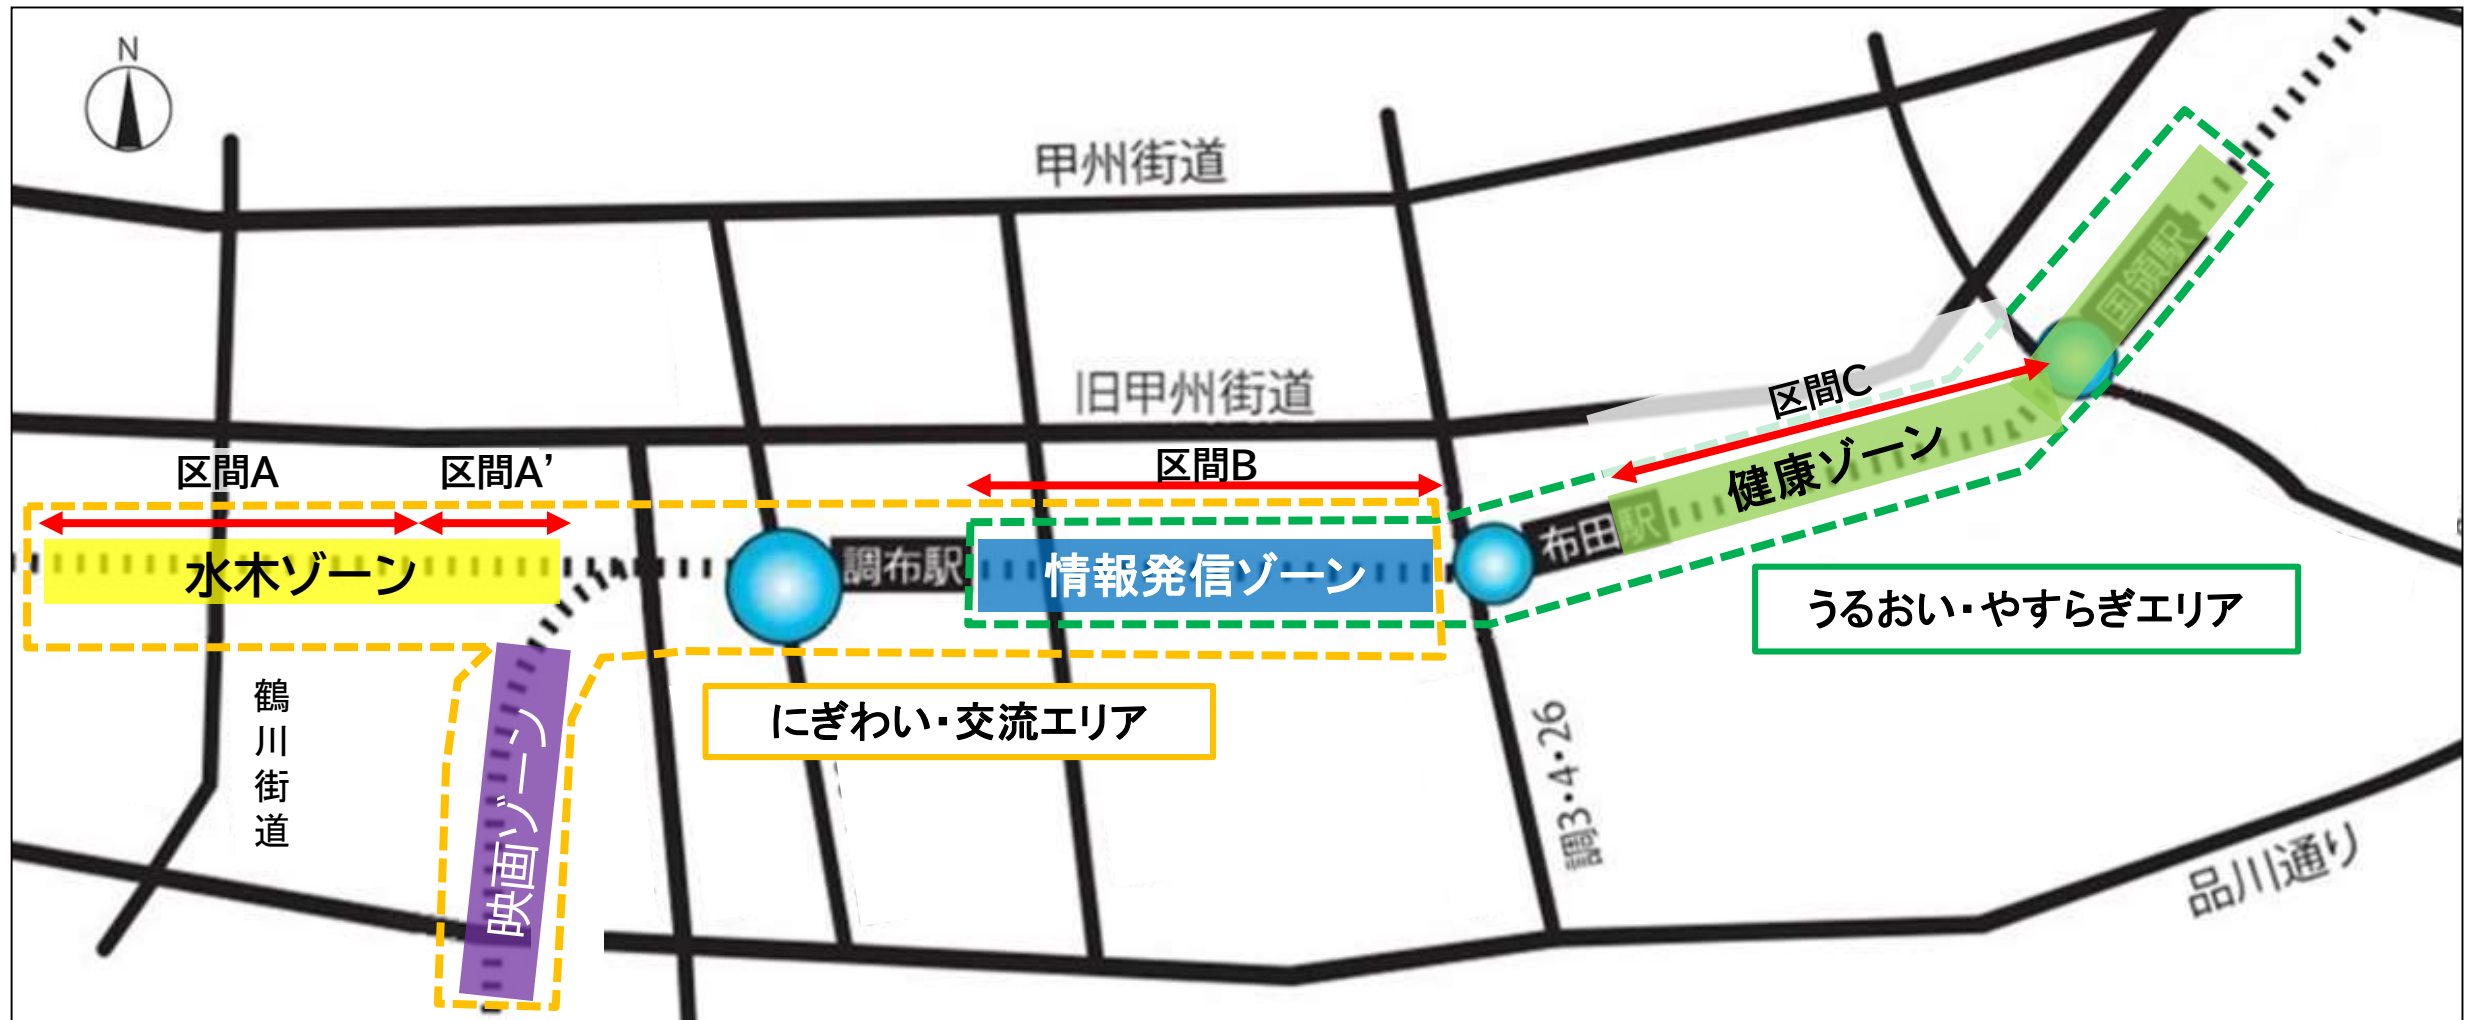 N
甲州街道
旧甲州街道
区間A
区間A’
区間B
区間C
水木ゾーン
調布駅
情報発信ゾーン
布田駅
健康ゾーン
国領駅
うるおい・やすらぎエリア
にぎわい・交流エリア
鶴川街道
映画ゾーン
調3・4・26
品川通り